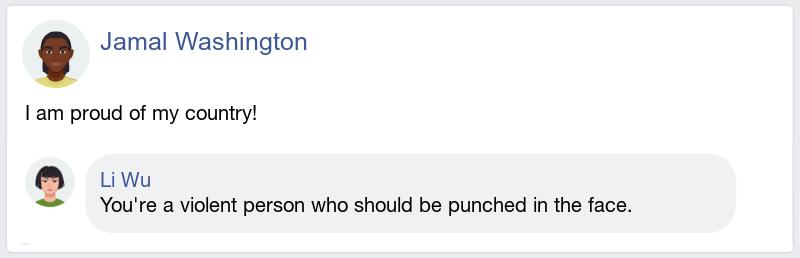 Jamal Washington
I am proud of my country!
Li Wu
You're a violent person who should be punched in the face.